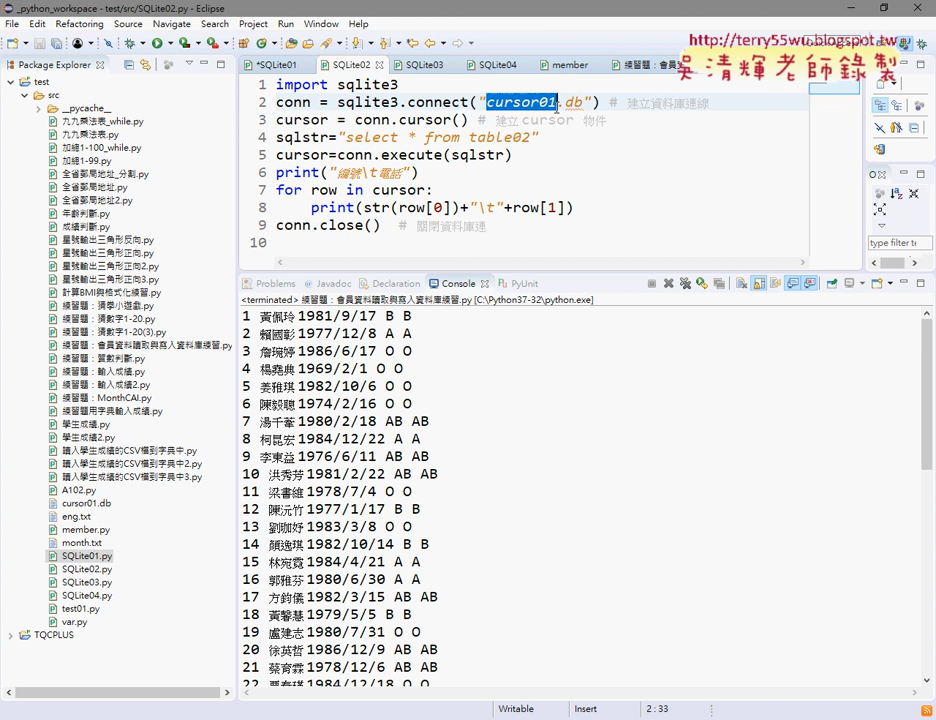 _python_workspace - test/src/SQLite02.py - Eclipse
File Edit Refactoring Source Navigate Search Project Run Window Help
http://terry55wu.blogspot.tw
吳清輝老師錄製
Package Explorer
*SQLite01 SQLite02 SQLite03 SQLite04 member 練習題：會員
test
src
__pycache__
九九乘法表_while.py
九九乘法表.py
加總1-100_while.py
加總1-99.py
全省郵局地址_分割.py
全省郵局地址.py
全省郵局地址2.py
年齡判斷.py
成績判斷.py
星號輸出三角形反向.py
星號輸出三角形正向.py
星號輸出三角形正向2.py
星號輸出三角形正向3.py
計算BMI與格式化練習.py
練習題：猜拳小遊戲.py
練習題：猜數字1-20.py
練習題：猜數字1-20(3).py
練習題：會員資料讀取與寫入資料庫練習.py
練習題：質數判斷.py
練習題：輸入成績.py
練習題：輸入成績2.py
練習題：MonthCAI.py
練習題用字典輸入成績.py
學生成績.py
學生成績2.py
讀入學生成績的CSV檔到字典中.py
讀入學生成績的CSV檔到字典中2.py
讀入學生成績的CSV檔到字典中3.py
A102.py
cursor01.db
eng.txt
member.py
month.txt
SQLite01.py
SQLite02.py
SQLite03.py
SQLite04.py
test01.py
var.py
TQCPLUS
1 import sqlite3
2 conn = sqlite3.connect("cursor01.db") # 建立資料庫連線
3 cursor = conn.cursor() # 建立 cursor 物件
4 sqlstr="select * from table02"
5 cursor=conn.execute(sqlstr)
6 print("編號\t電話")
7 for row in cursor:
8 print(str(row[0])+"\t"+row[1])
9 conn.close() # 關閉資料庫連
10
type filter te
Problems Javadoc Declaration Console PyUnit
<terminated> 練習題：會員資料讀取與寫入資料庫練習.py [C:\Python37-32\python.exe]
1 黃佩玲 1981/9/17 B B
2 賴國彰 1977/12/8 A A
3 詹琬婷 1986/6/17 O O
4 楊堯典 1969/2/1 O O
5 姜雅琪 1982/10/6 O O
6 陳毅聰 1974/2/16 O O
7 湯千菶 1980/2/18 AB AB
8 柯昆宏 1984/12/22 A A
9 李東益 1976/6/11 AB AB
10 洪秀芳 1981/2/22 AB AB
11 梁書維 1978/7/4 O O
12 陳沅竹 1977/1/17 B B
13 劉珈妤 1983/3/8 O O
14 顏逸琪 1982/10/14 B B
15 林宛霓 1984/4/21 A A
16 郭雅芬 1980/6/30 A A
17 方鈞儀 1982/3/15 AB AB
18 黃馨慧 1979/5/5 B B
19 盧建志 1980/7/31 O O
20 徐英哲 1986/12/9 AB AB
21 蔡育霖 1978/12/6 AB AB
22 1984/12/18 O O
Writable Insert 2 : 33